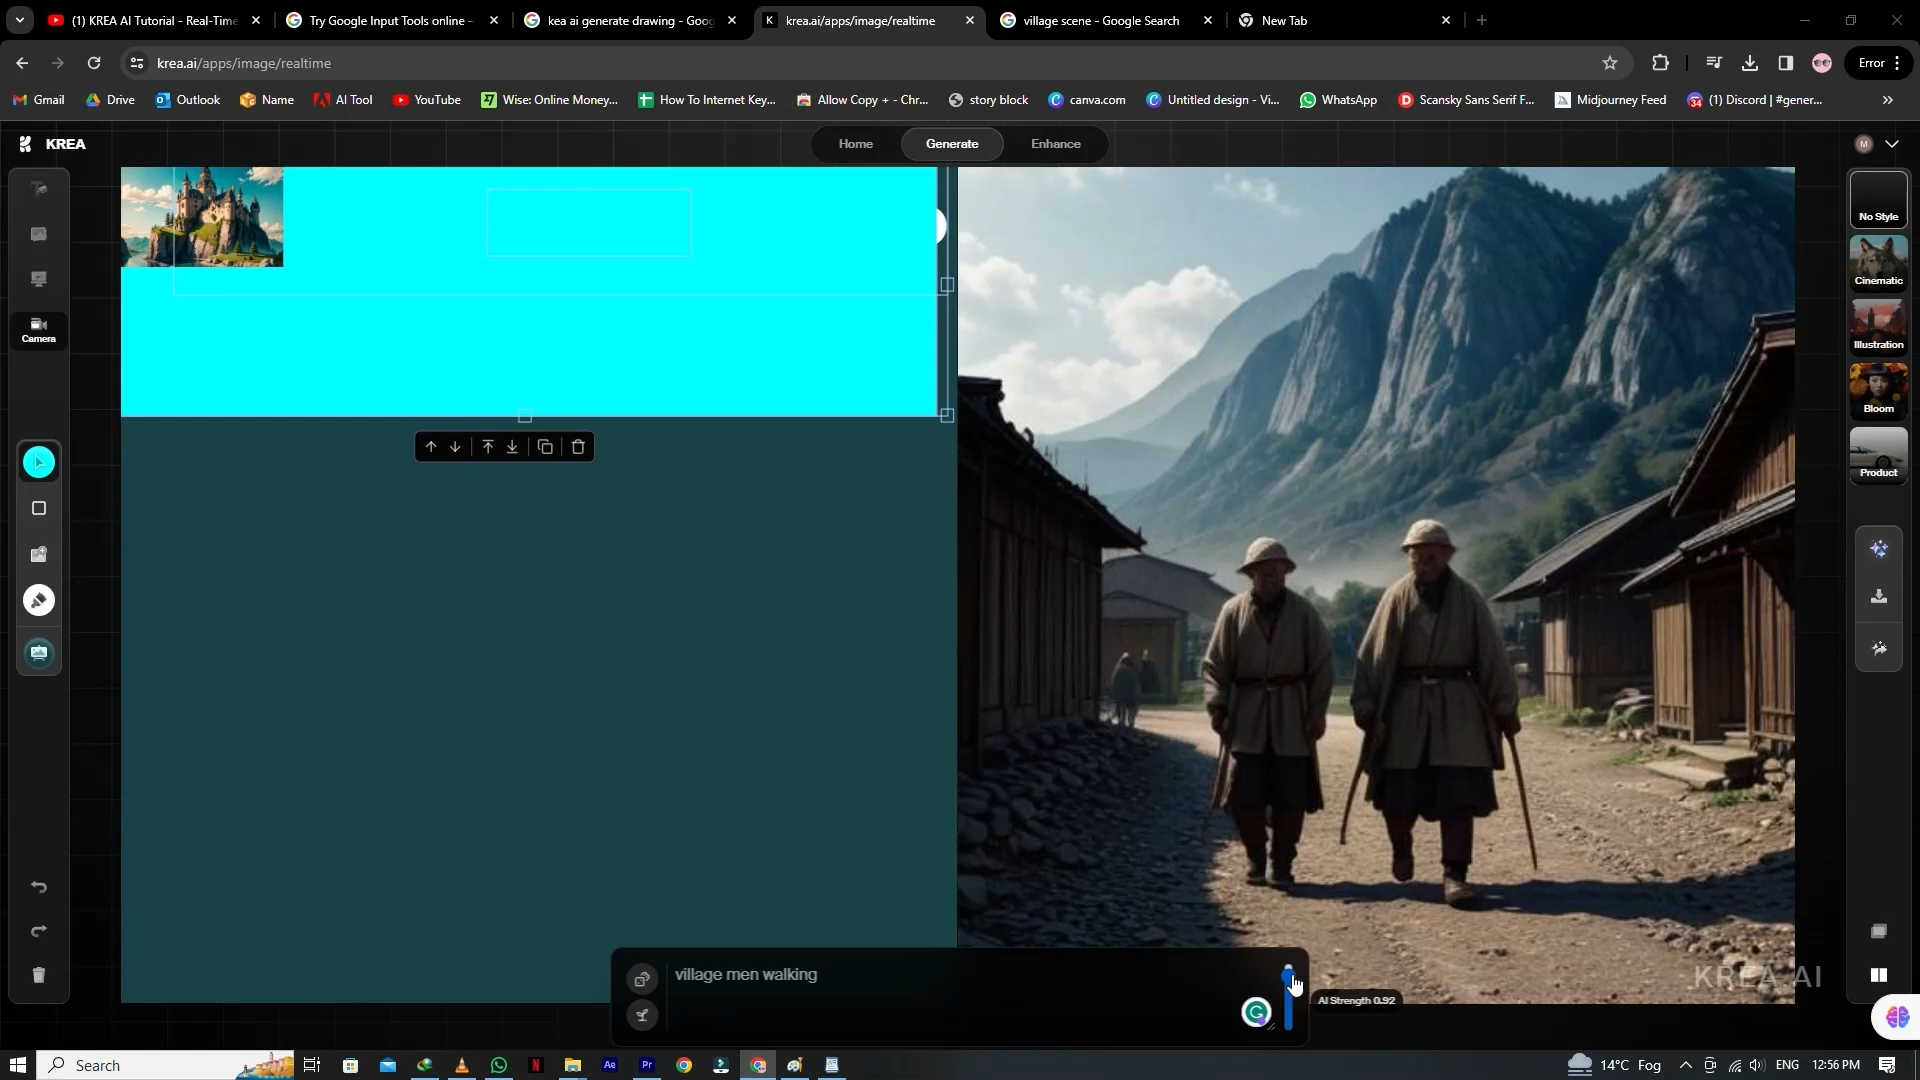 (1) KREA AI Tutorial - Real-Time
Try Google Input Tools online –
kea ai generate drawing - Goog
krea.ai/apps/image/realtime
village scene - Google Search
New Tab
krea.ai/apps/image/realtime
Error
Gmail
Drive
Outlook
Name
AI Tool
YouTube
Wise: Online Money...
How To Internet Key...
Allow Copy + - Chr...
story block
canva.com
Untitled design - Vi...
WhatsApp
Scansky Sans Serif F...
Midjourney Feed
(1) Discord | #gener...
KREA
Home
Generate
Enhance
M
Camera
No Style
Cinematic
Illustration
Bloom
Product
village men walking
AI Strength 0.92
KREA AI
Search
14°C Fog
ENG
12:56 PM